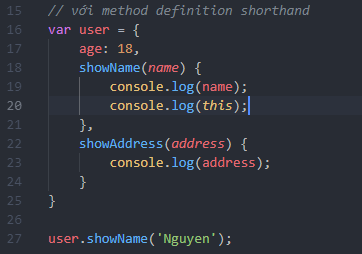 15 // với method definition shorthand
16 var user = {
17 age: 18,
18 showName(name) {
19 console.log(name);
20 console.log(this);
21 },
22 showAddress(address) {
23 console.log(address);
24 }
25 }
26
27 user.showName('Nguyen');